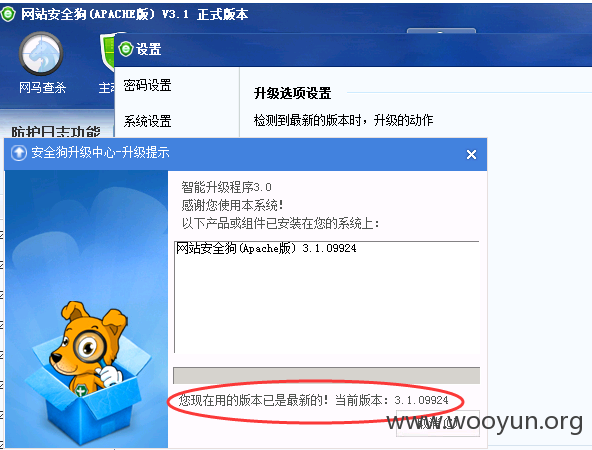 网站安全狗(APACHE版) V3.1 正式版本
设置
网马查杀
主动
密码设置
升级选项设置
系统设置
检测到最新的版本时，升级的动作
防护日志功能
安全狗升级中心-升级提示
智能升级程序3.0
感谢您使用本系统！
以下产品或组件已安装在您的系统上：
网站安全狗(Apache版) 3.1.09924
您现在用的版本已是最新的！当前版本：3.1.09924
www.wooyun.org